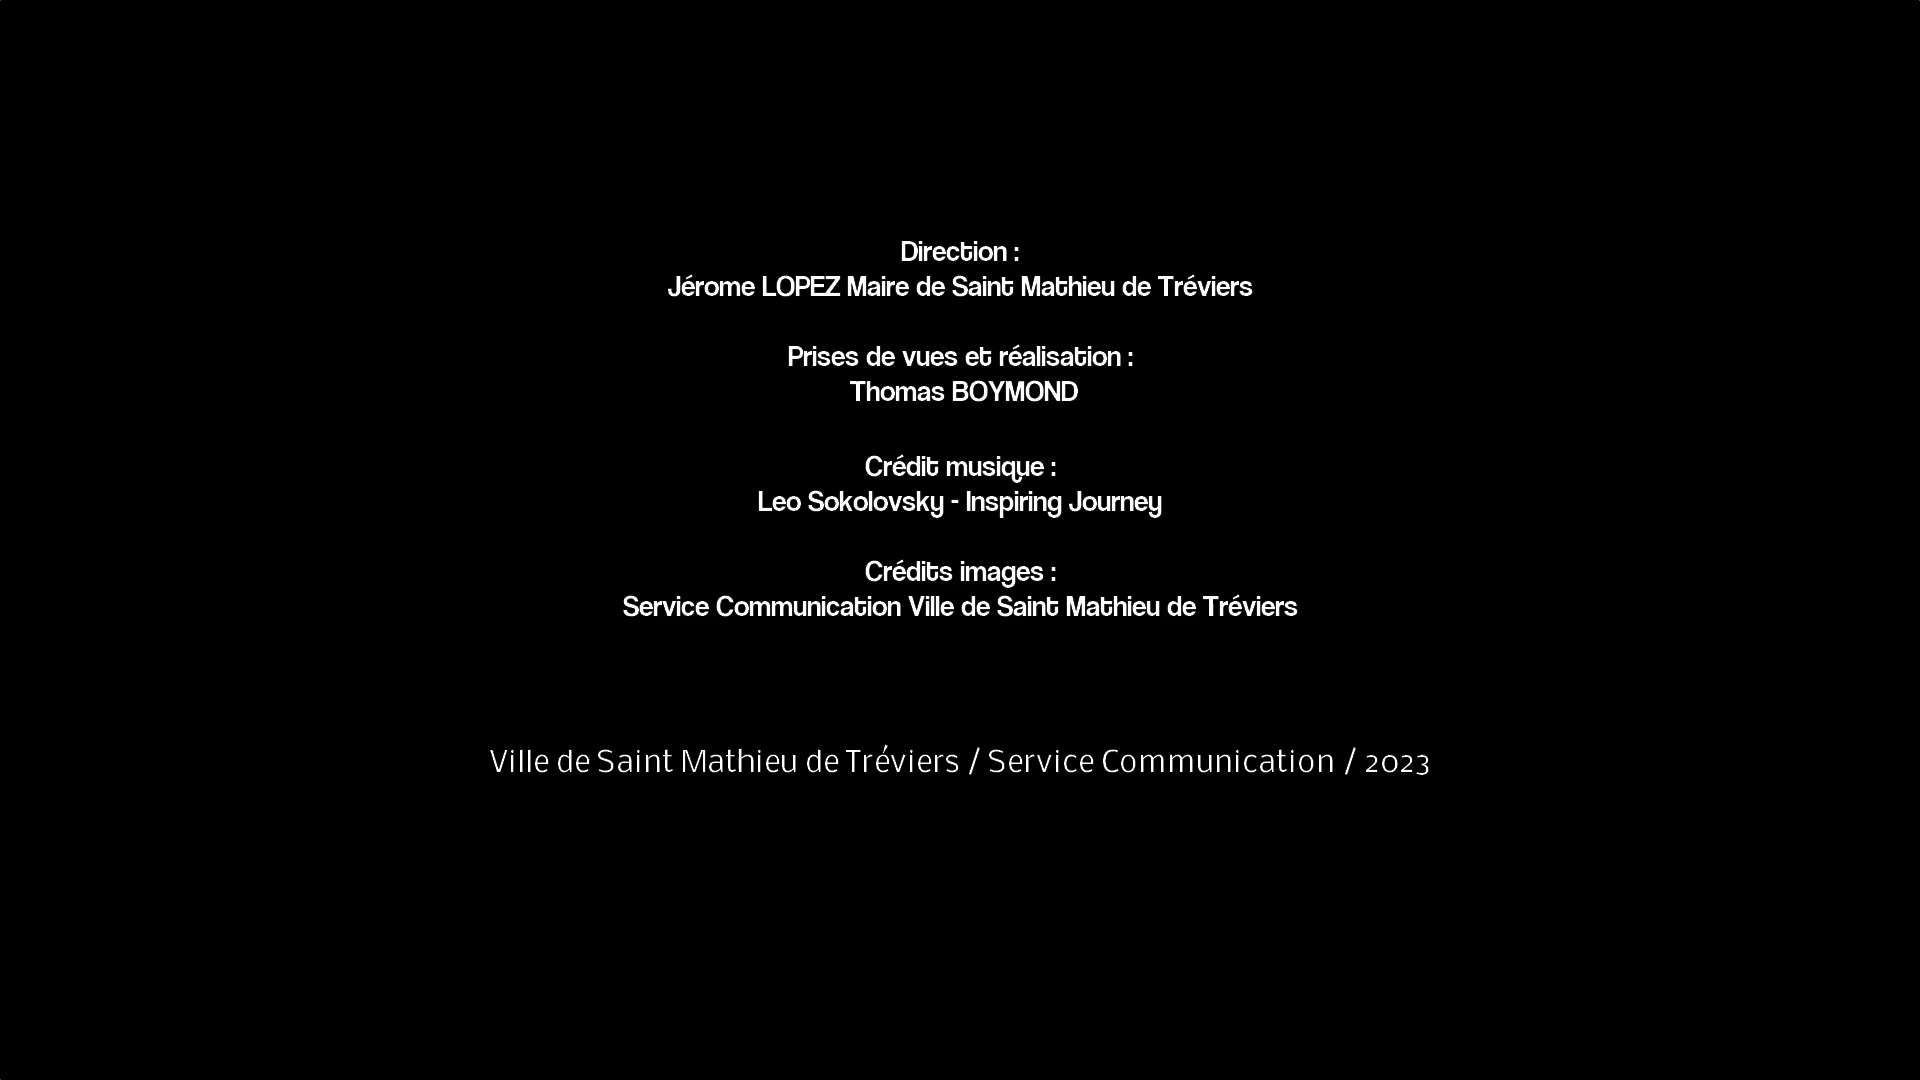 Direction :
Jérome LOPEZ Maire de Saint Mathieu de Tréviers
Prises de vues et réalisation :
Thomas BOYMOND
Crédit musique :
Leo Sokolovsky - Inspiring Journey
Crédits images :
Service Communication Ville de Saint Mathieu de Tréviers
Ville de Saint Mathieu de Tréviers / Service Communication / 2023